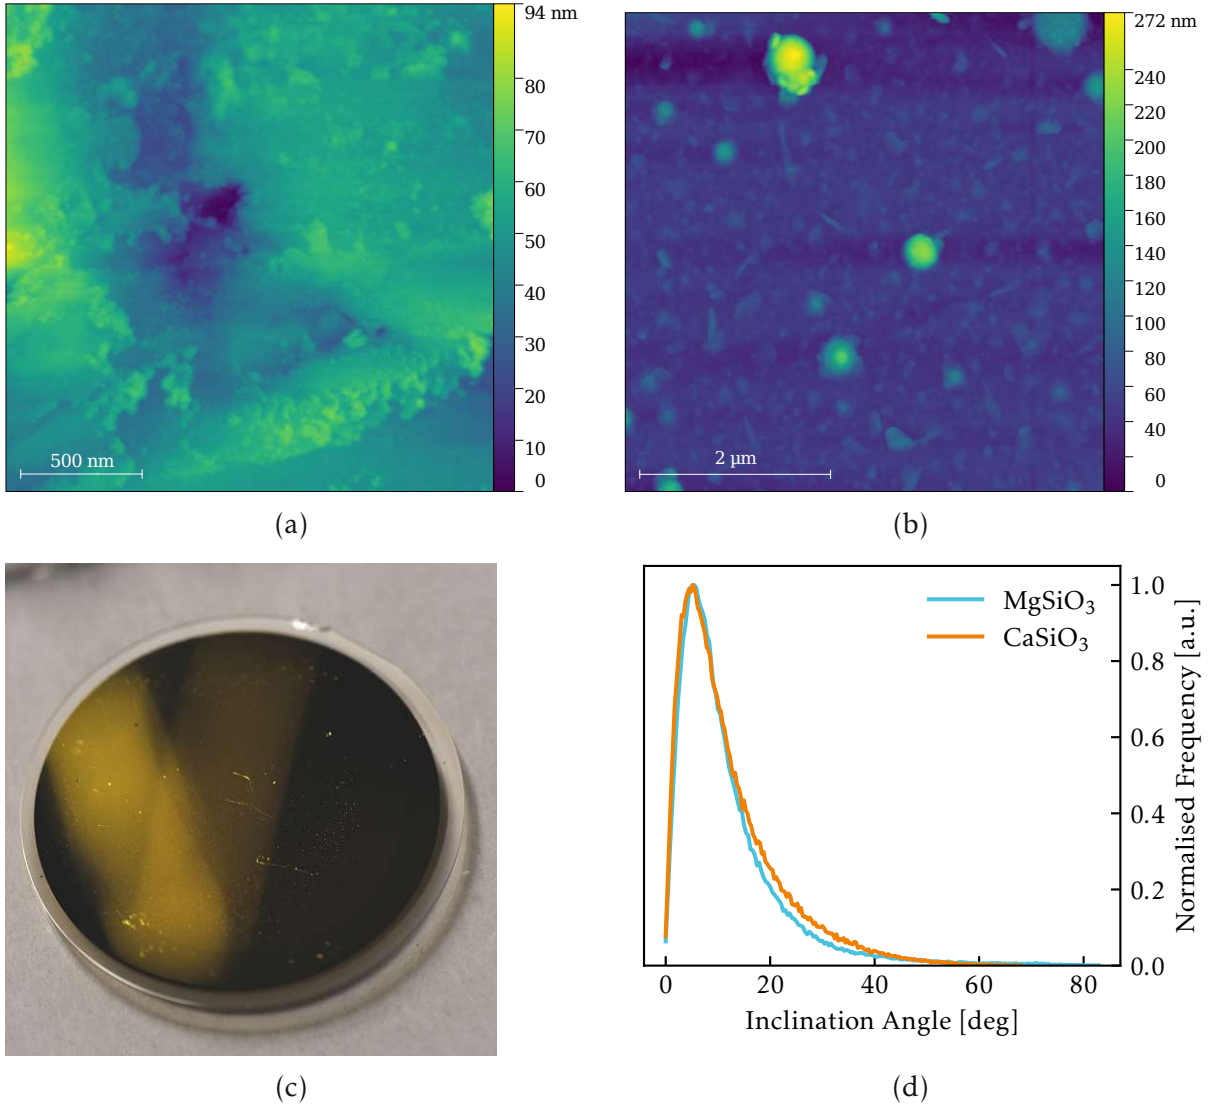 94 nm
80
70
60
50
40
30
20
10
0
500 nm
(a)
272 nm
240
220
200
180
160
140
120
100
80
60
40
0
2 µm
(b)
(c)
MgSiO₃
CaSiO₃
1.0
0.8
0.6
0.4
0.2
0.0
Normalised Frequency [a.u.]
0 20 40 60 80
Inclination Angle [deg]
(d)